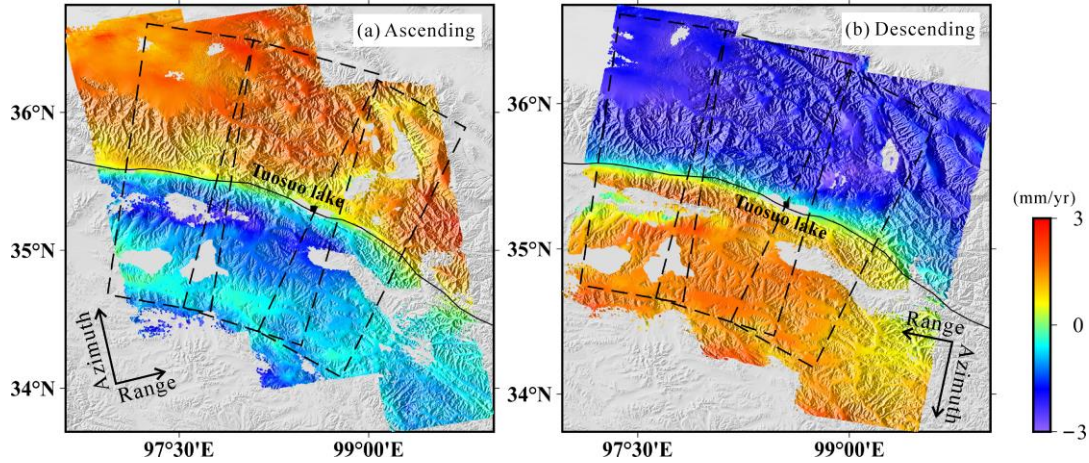 (a) Ascending
(b) Descending
36°N
36°N
Tuosuo lake
Tuosuo lake
(mm/yr)
3
35°N
35°N
0
Azimuth
Range
Range
Azimuth
34°N
34°N
−3
97°30'E
99°00'E
97°30'E
99°00'E